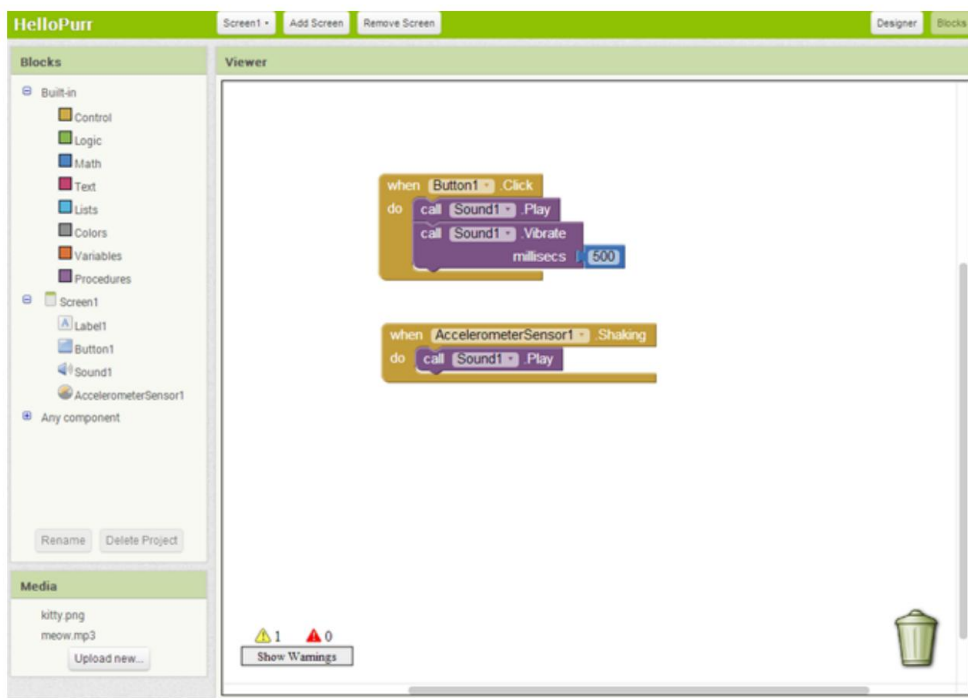 HelloPurr
Screen1 Add Screen Remove Screen Designer Blocks
Blocks
Built-in
Control
Logic
Math
Text
Lists
Colors
Variables
Procedures
Screen1
A Label1
Button1
Sound1
AccelerometerSensor1
Any component
Rename Delete Project
Media
kitty.png
meow.mp3
Upload new...
Viewer
when Button1 .Click
do call Sound1 .Play
call Sound1 .Vibrate
millisecs 500
when AccelerometerSensor1 .Shaking
do call Sound1 .Play
1 0
Show Warnings